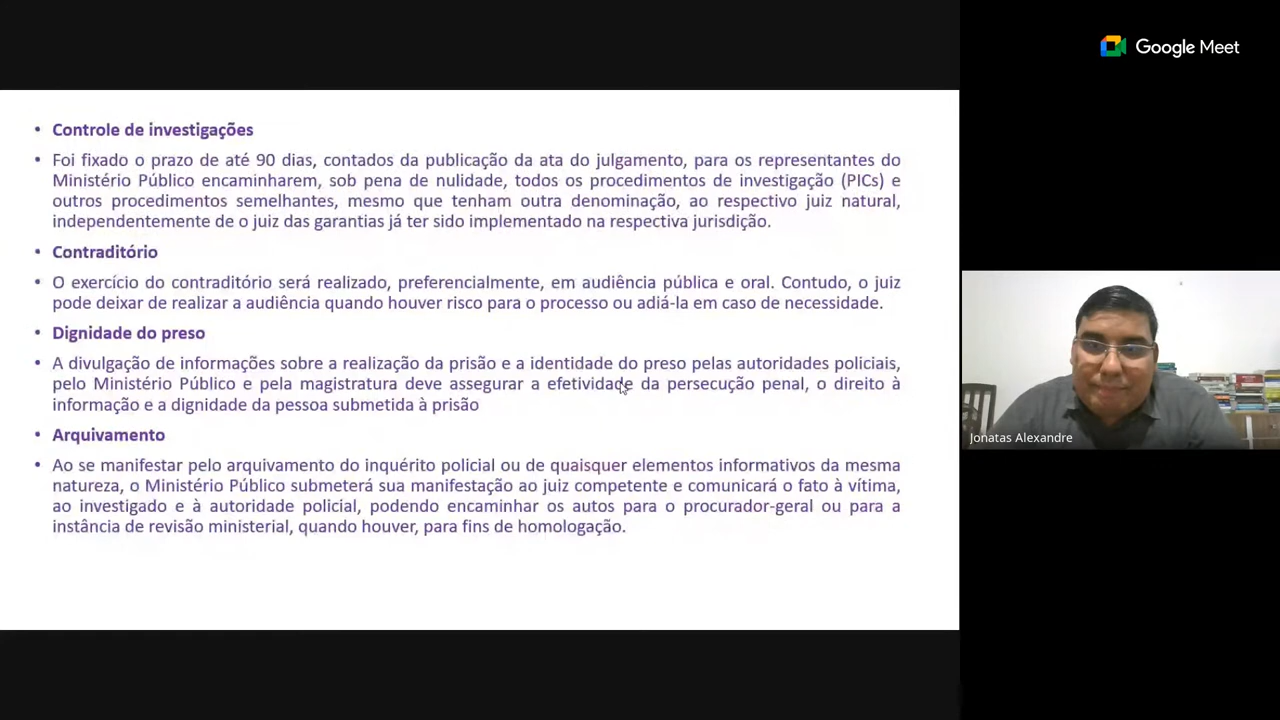 Google Meet
• Controle de investigações
• Foi fixado o prazo de até 90 dias, contados da publicação da ata do julgamento, para os representantes do
Ministério Público encaminharem, sob pena de nulidade, todos os procedimentos de investigação (PICs) e
outros procedimentos semelhantes, mesmo que tenham outra denominação, ao respectivo juiz natural,
independentemente de o juiz das garantias já ter sido implementado na respectiva jurisdição.
• Contraditório
• O exercício do contraditório será realizado, preferencialmente, em audiência pública e oral. Contudo, o juiz
pode deixar de realizar a audiência quando houver risco para o processo ou adiá-la em caso de necessidade.
• Dignidade do preso
• A divulgação de informações sobre a realização da prisão e a identidade do preso pelas autoridades policiais,
pelo Ministério Público e pela magistratura deve assegurar a efetividade da persecução penal, o direito à
informação e a dignidade da pessoa submetida à prisão
• Arquivamento
• Ao se manifestar pelo arquivamento do inquérito policial ou de quaisquer elementos informativos da mesma
natureza, o Ministério Público submeterá sua manifestação ao juiz competente e comunicará o fato à vítima,
ao investigado e à autoridade policial, podendo encaminhar os autos para o procurador-geral ou para a
instância de revisão ministerial, quando houver, para fins de homologação.
Jonatas Alexandre